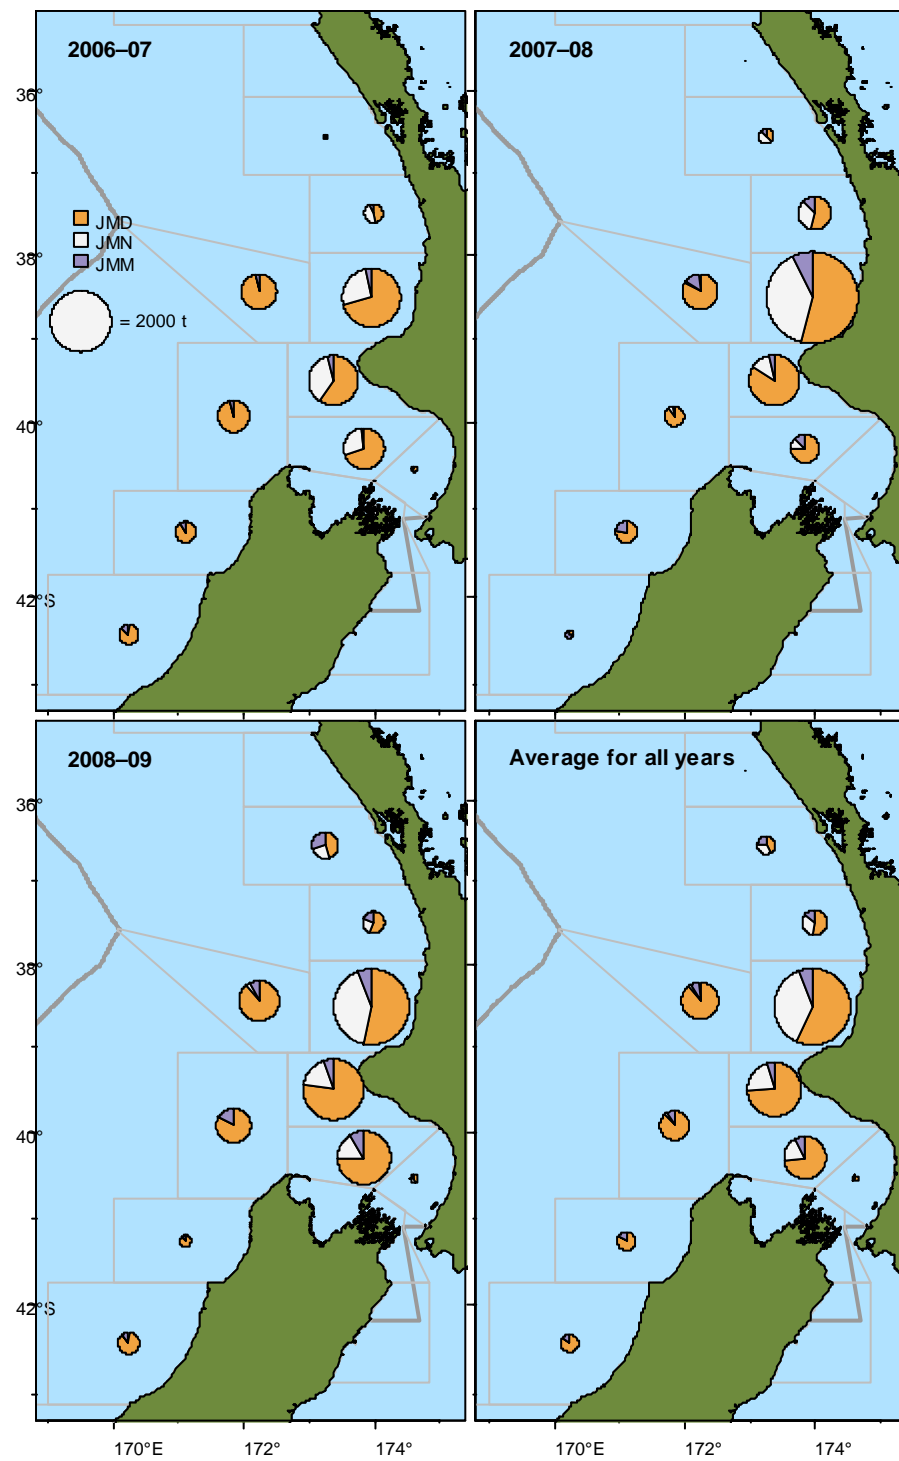 2006–07
2007–08
36°
JMD
JMN
JMM
38°
= 2000 t
40°
42°S
2008–09
Average for all years
36°
38°
40°
42°S
170°E 172° 174° 170°E 172° 174°